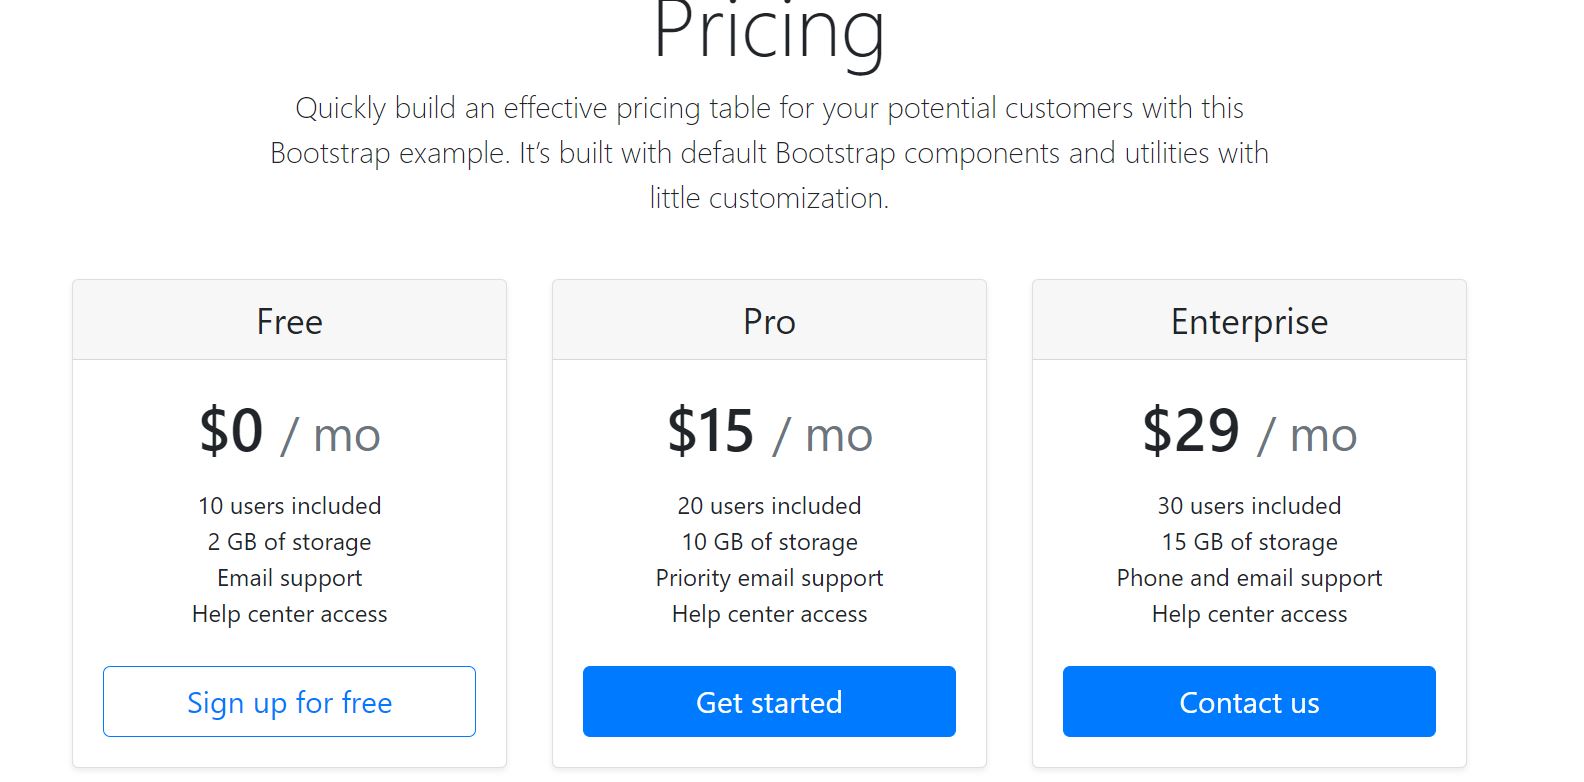 Pricing
Quickly build an effective pricing table for your potential customers with this
Bootstrap example. It’s built with default Bootstrap components and utilities with
little customization.
Free
$0 / mo
10 users included
2 GB of storage
Email support
Help center access
Sign up for free
Pro
$15 / mo
20 users included
10 GB of storage
Priority email support
Help center access
Get started
Enterprise
$29 / mo
30 users included
15 GB of storage
Phone and email support
Help center access
Contact us